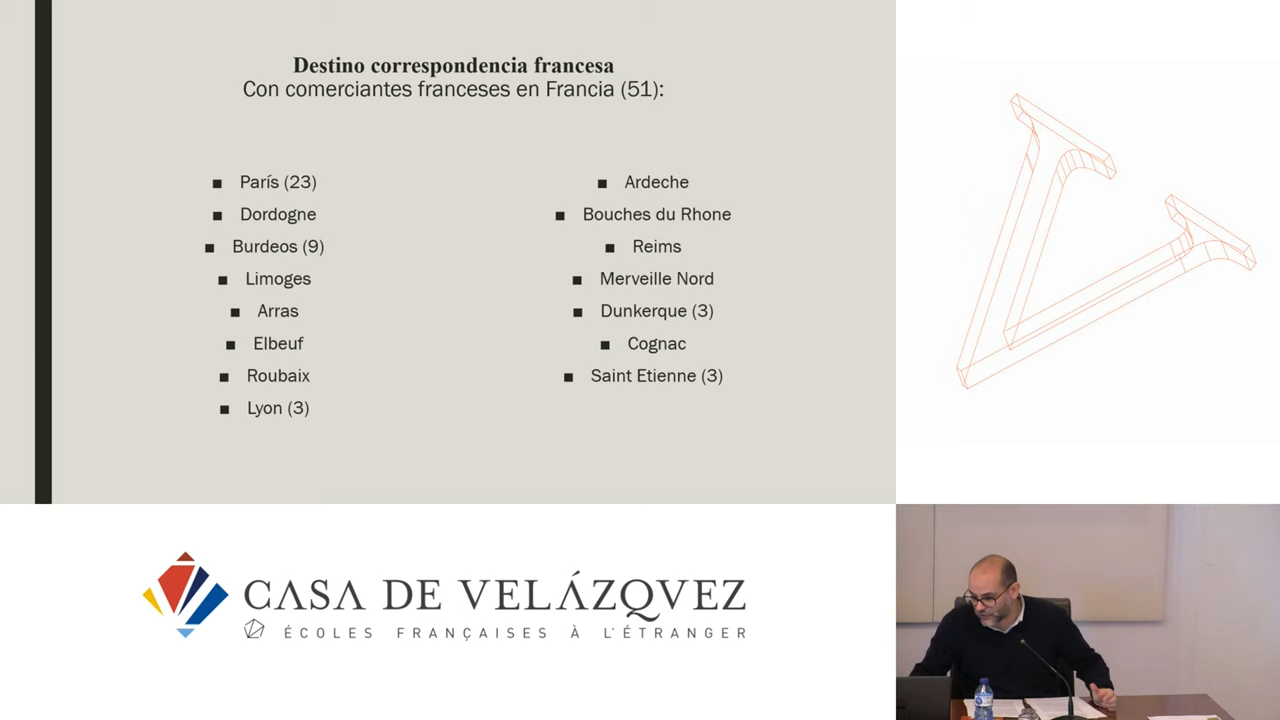 Destino correspondencia francesa
Con comerciantes franceses en Francia (51):
París (23)
Dordogne
Burdeos (9)
Limoges
Arras
Elbeuf
Roubaix
Lyon (3)
Ardeche
Bouches du Rhone
Reims
Merveille Nord
Dunkerque (3)
Cognac
Saint Etienne (3)
CASA DE VELÁZQVEZ
ÉCOLES FRANÇAISES À L'ÉTRANGER